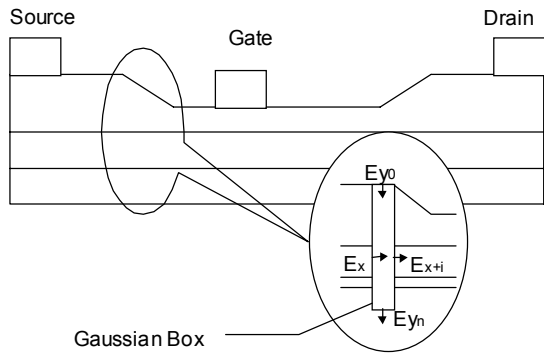 Source
Gate
Drain
Ey0
Ex
Ex+i
Eyn
Gaussian Box